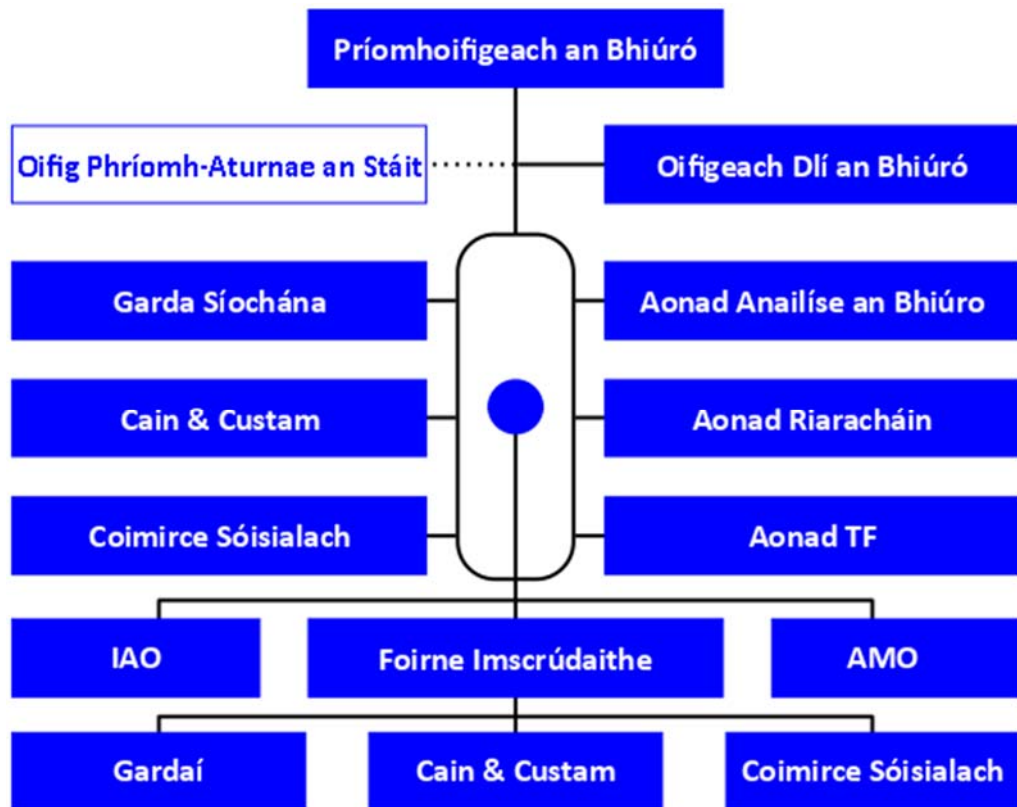 Príomhoifigeach an Bhiúró
Oifig Phríomh-Aturnae an Stáit
Oifigeach Dlí an Bhiúró
Garda Síochána
Aonad Anailíse an Bhiúro
Cain & Custam
Aonad Riaracháin
Coimirce Sóisialach
Aonad TF
IAO
Foirne Imscrúdaithe
AMO
Gardaí
Cain & Custam
Coimirce Sóisialach